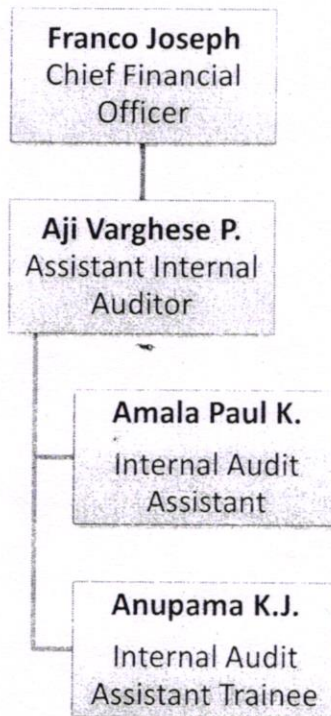 Franco Joseph
Chief Financial
Officer
Aji Varghese P.
Assistant Internal
Auditor
Amala Paul K.
Internal Audit
Assistant
Anupama K.J.
Internal Audit
Assistant Trainee